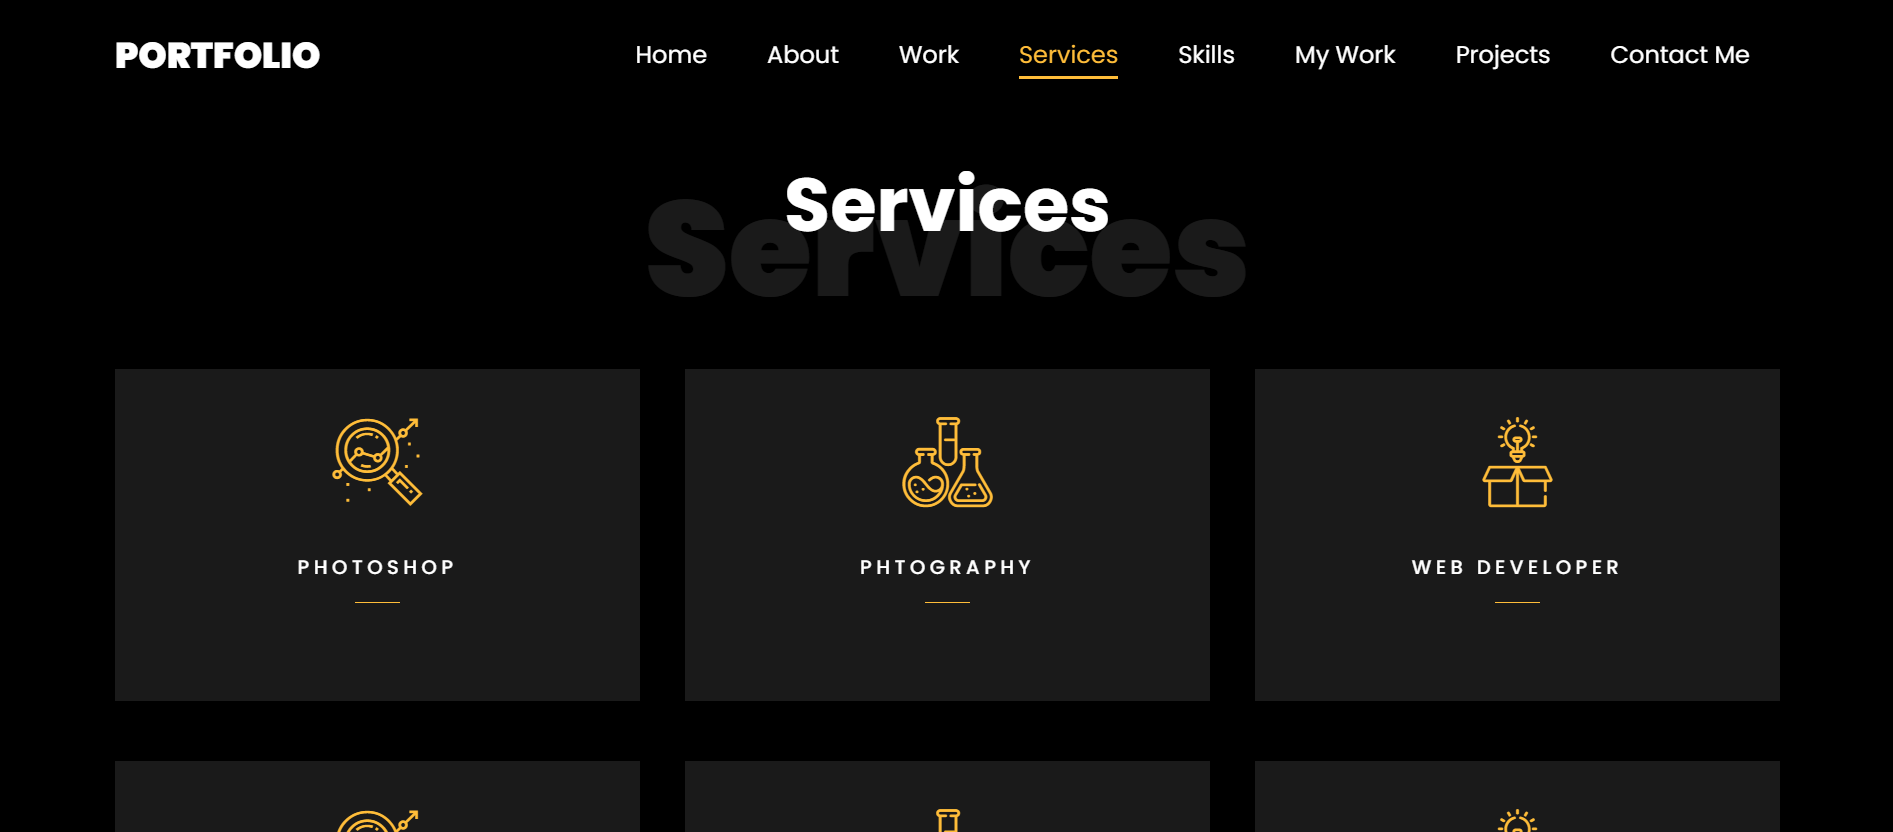 PORTFOLIO Home About Work Services Skills My Work Projects Contact Me
Services
Services
PHOTOSHOP PHTOGRAPHY WEB DEVELOPER